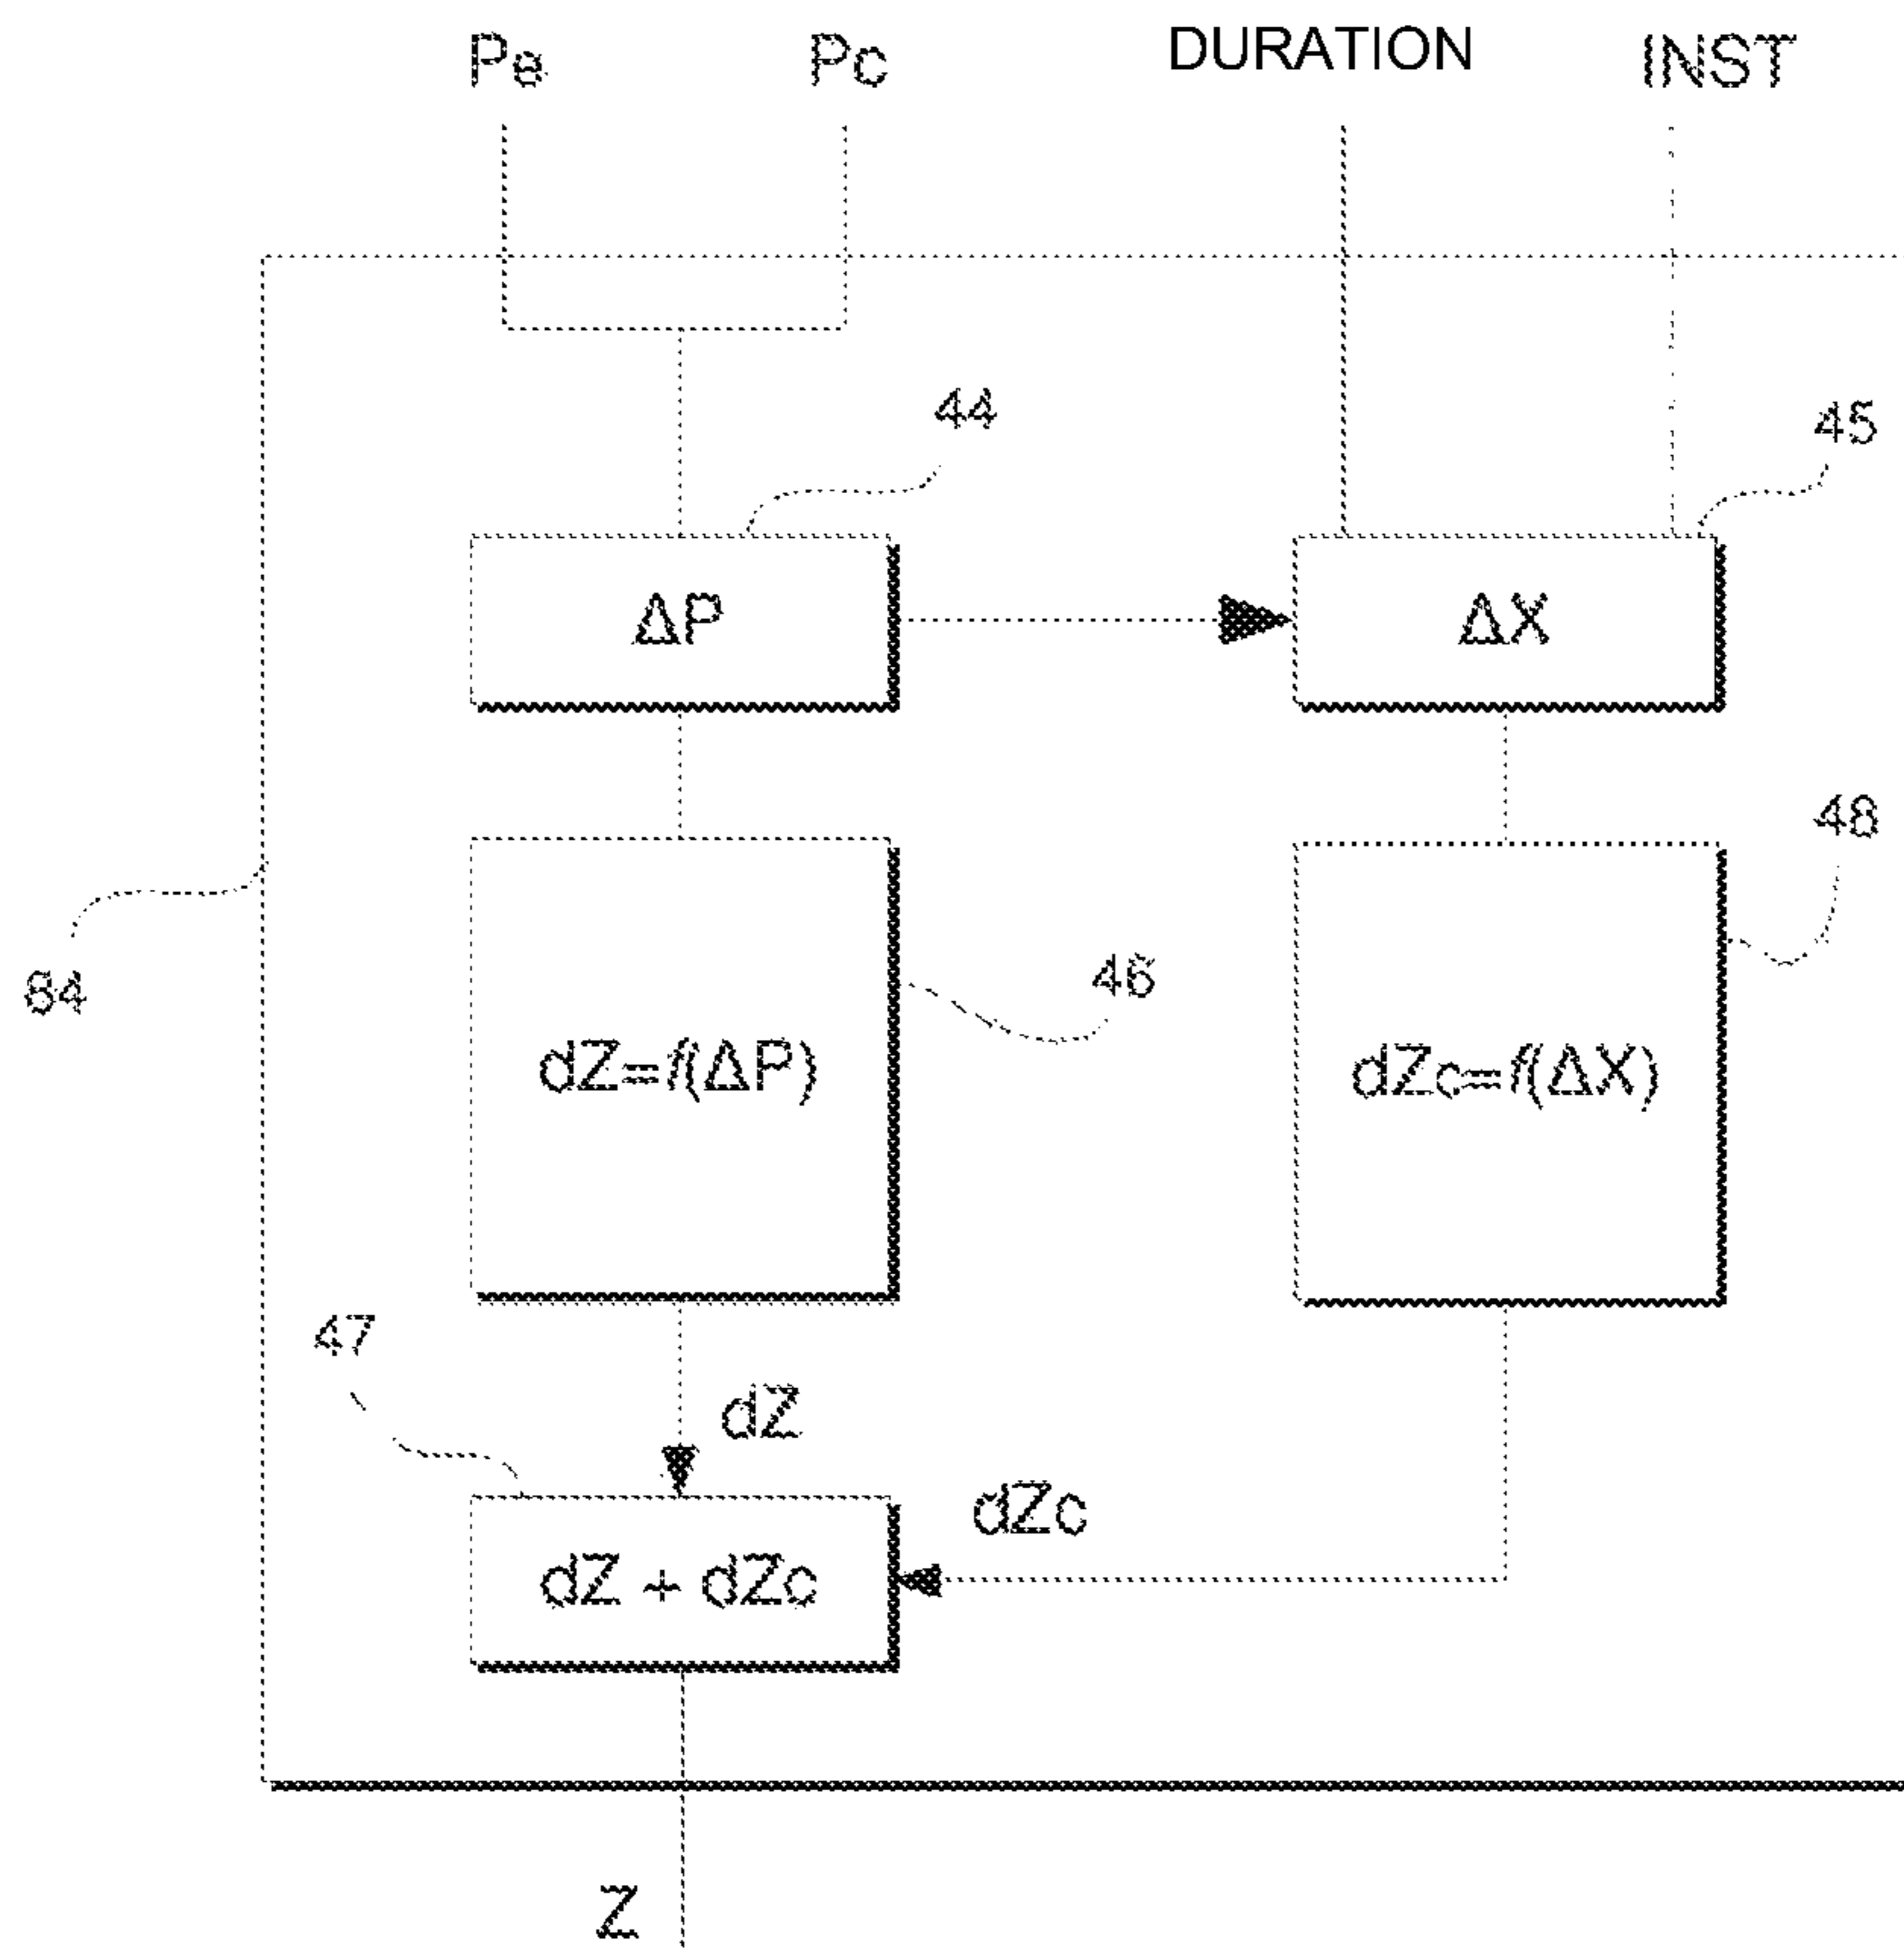 Pe Pc DURATION INST
44
45
ΔP ΔX
48
64
46
dZ=f(ΔP) dZc=f(ΔX)
47
dZ
dZc
dZ + dZc
Z